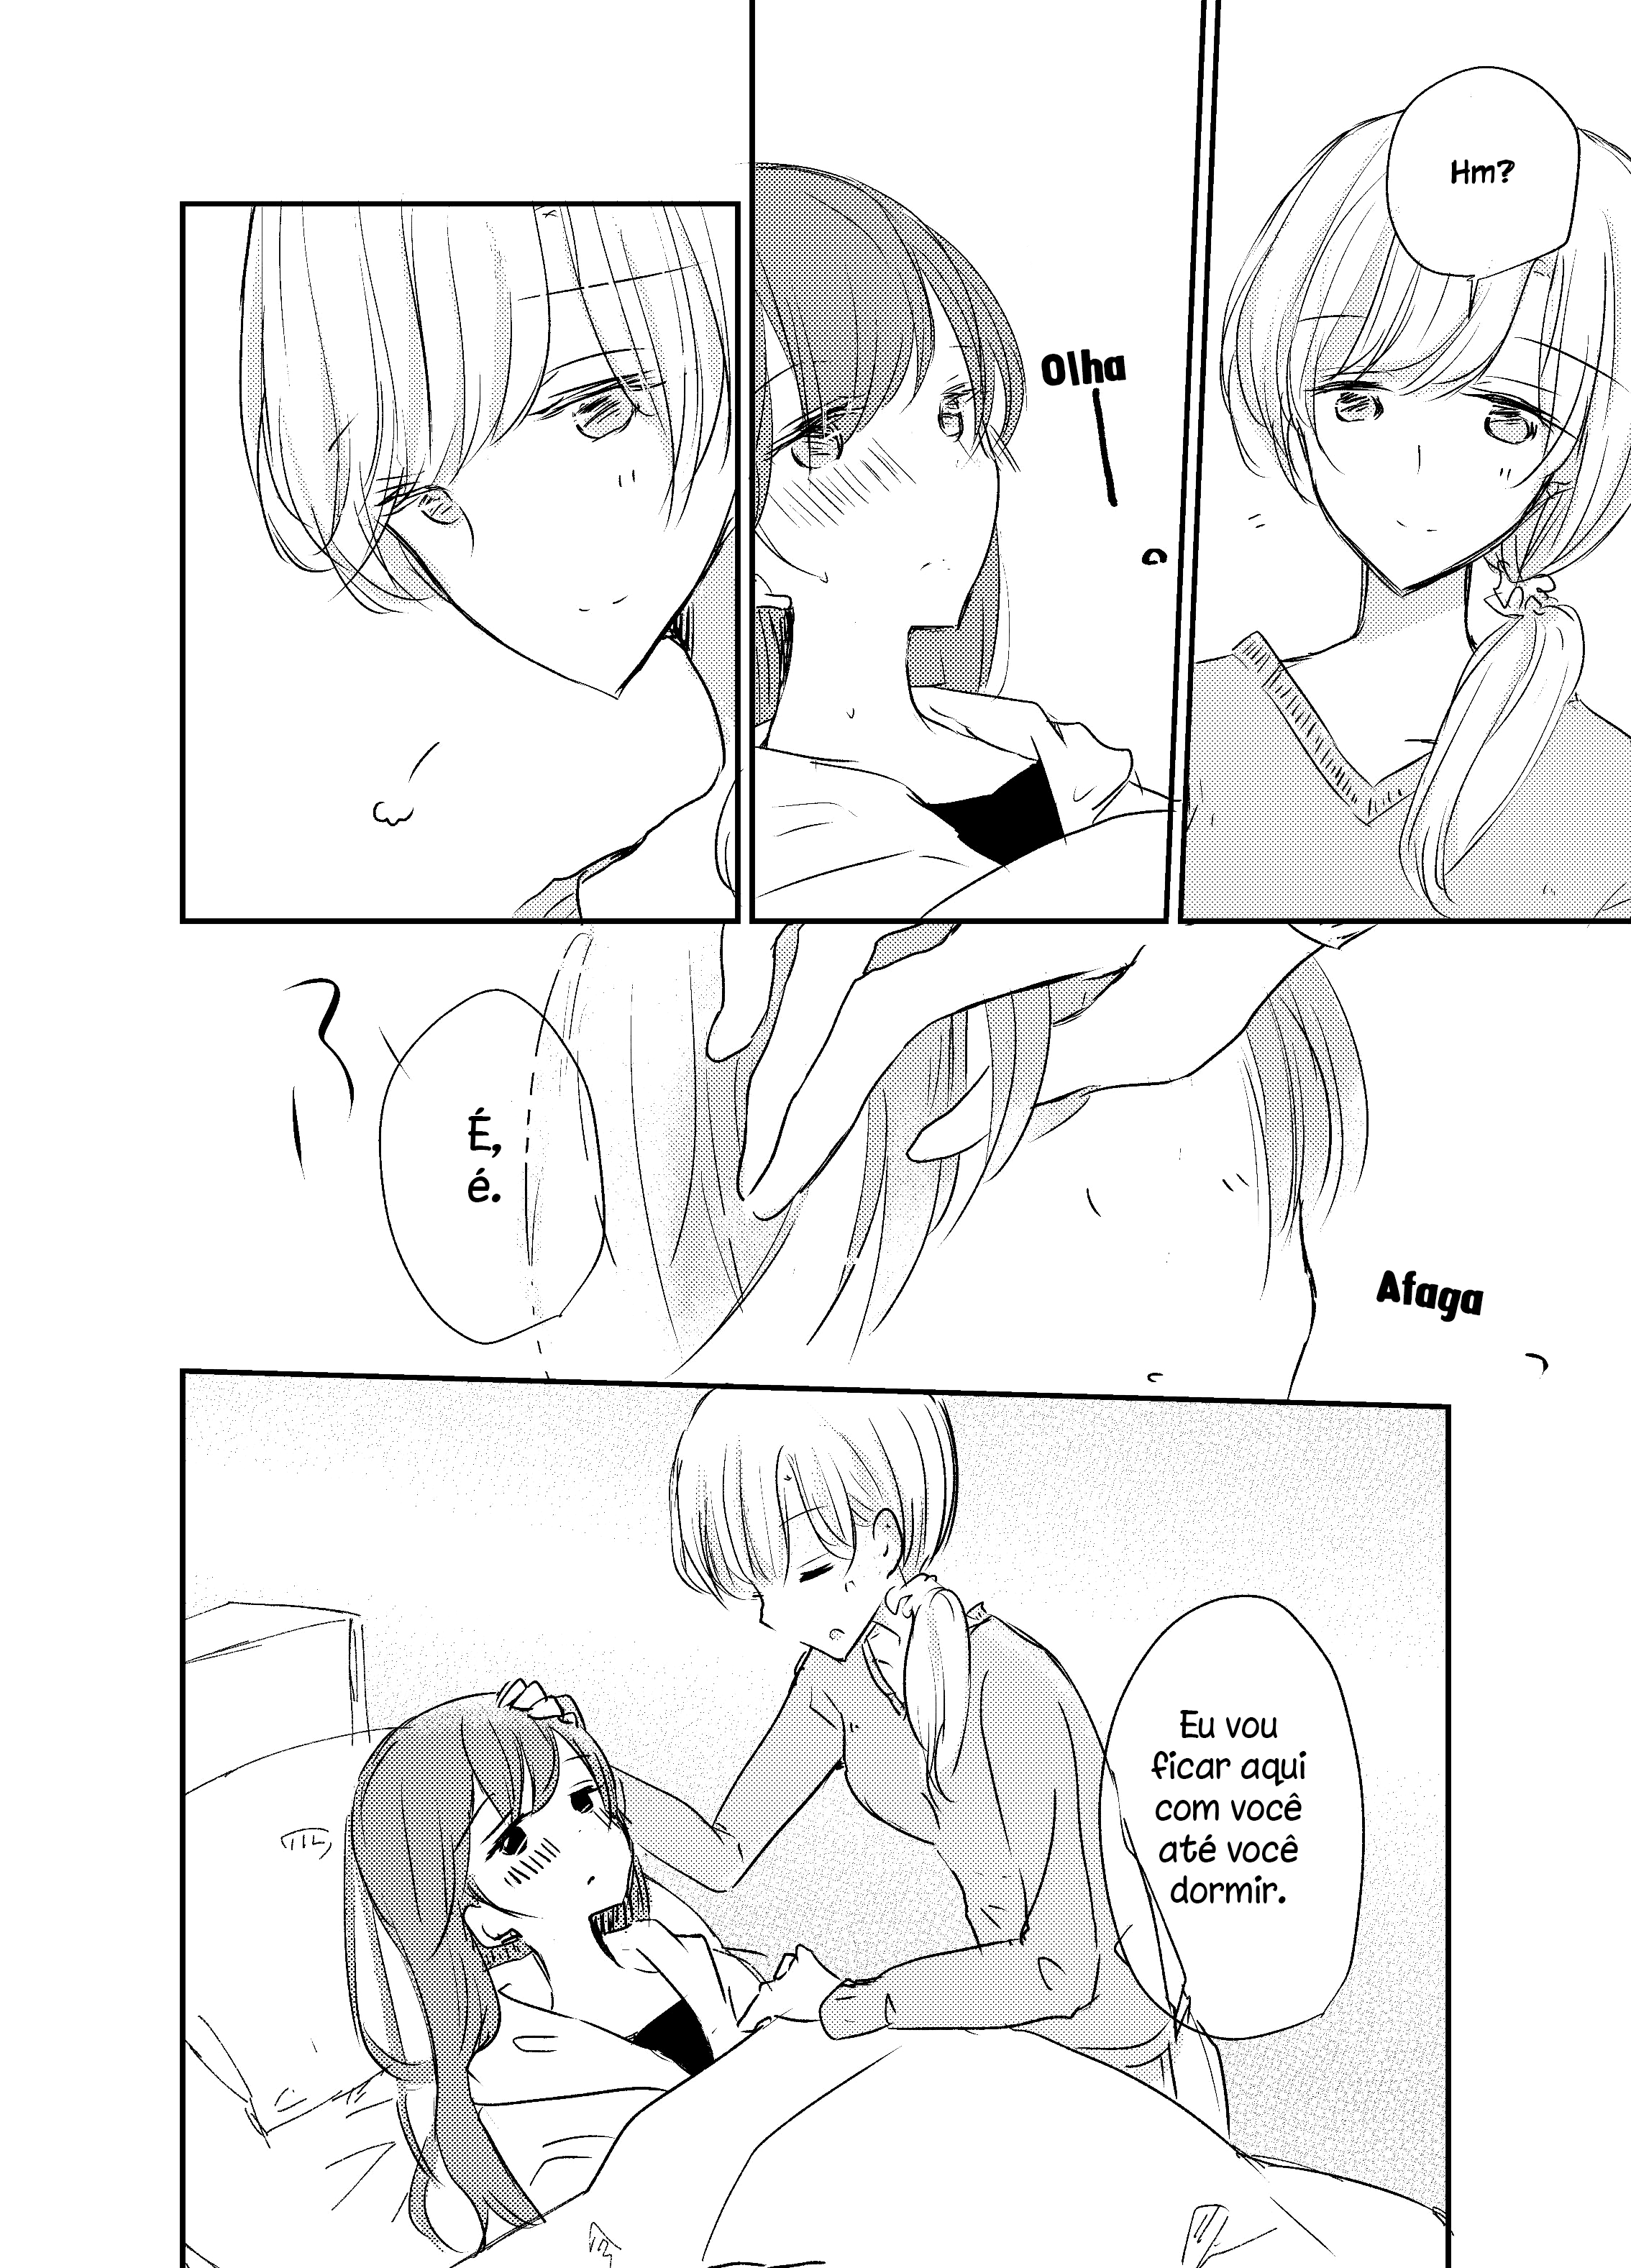 Hm?
Olha
Afaga
É,
é.
Eu vou
ficar aqui
com você
até você
dormir.